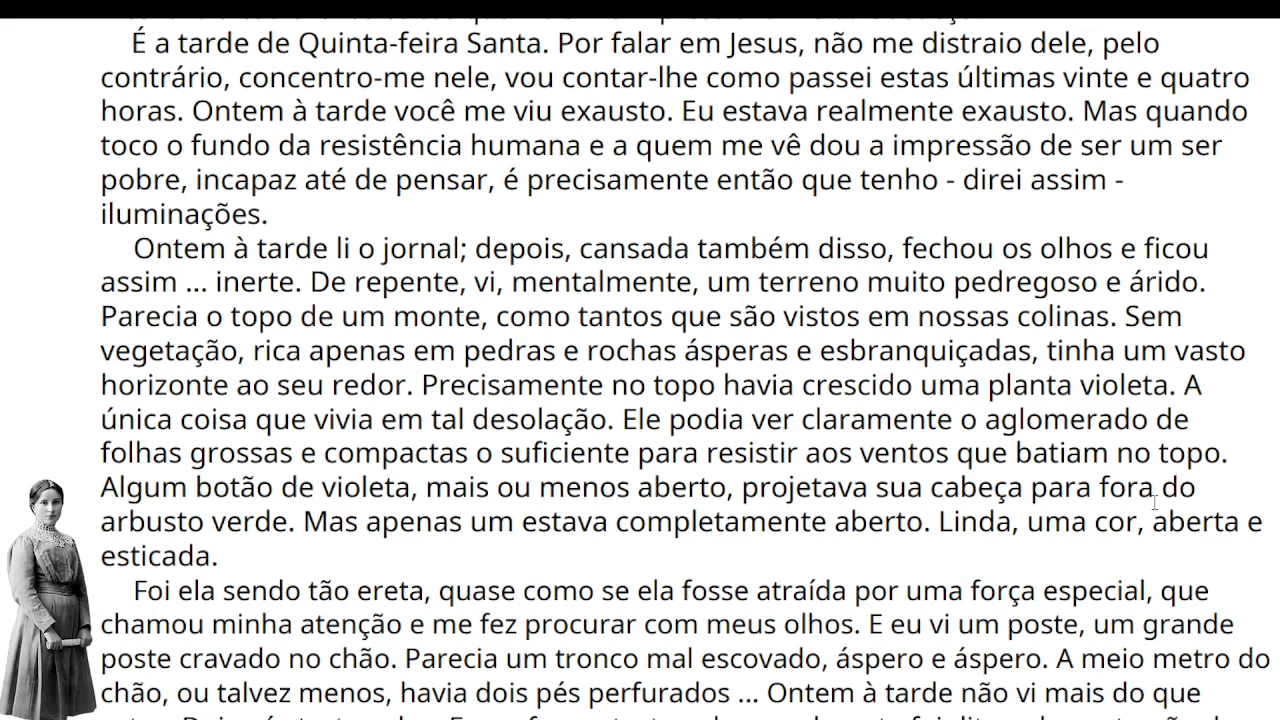 É a tarde de Quinta-feira Santa. Por falar em Jesus, não me distraio dele, pelo
contrário, concentro-me nele, vou contar-lhe como passei estas últimas vinte e quatro
horas. Ontem à tarde você me viu exausto. Eu estava realmente exausto. Mas quando
toco o fundo da resistência humana e a quem me vê dou a impressão de ser um ser
pobre, incapaz até de pensar, é precisamente então que tenho - direi assim -
iluminações.
Ontem à tarde li o jornal; depois, cansada também disso, fechou os olhos e ficou
assim ... inerte. De repente, vi, mentalmente, um terreno muito pedregoso e árido.
Parecia o topo de um monte, como tantos que são vistos em nossas colinas. Sem
vegetação, rica apenas em pedras e rochas ásperas e esbranquiçadas, tinha um vasto
horizonte ao seu redor. Precisamente no topo havia crescido uma planta violeta. A
única coisa que vivia em tal desolação. Ele podia ver claramente o aglomerado de
folhas grossas e compactas o suficiente para resistir aos ventos que batiam no topo.
Algum botão de violeta, mais ou menos aberto, projetava sua cabeça para fora do
arbusto verde. Mas apenas um estava completamente aberto. Linda, uma cor, aberta e
esticada.
Foi ela sendo tão ereta, quase como se ela fosse atraída por uma força especial, que
chamou minha atenção e me fez procurar com meus olhos. E eu vi um poste, um grande
poste cravado no chão. Parecia um tronco mal escovado, áspero e áspero. A meio metro do
chão, ou talvez menos, havia dois pés perfurados ... Ontem à tarde não vi mais do que